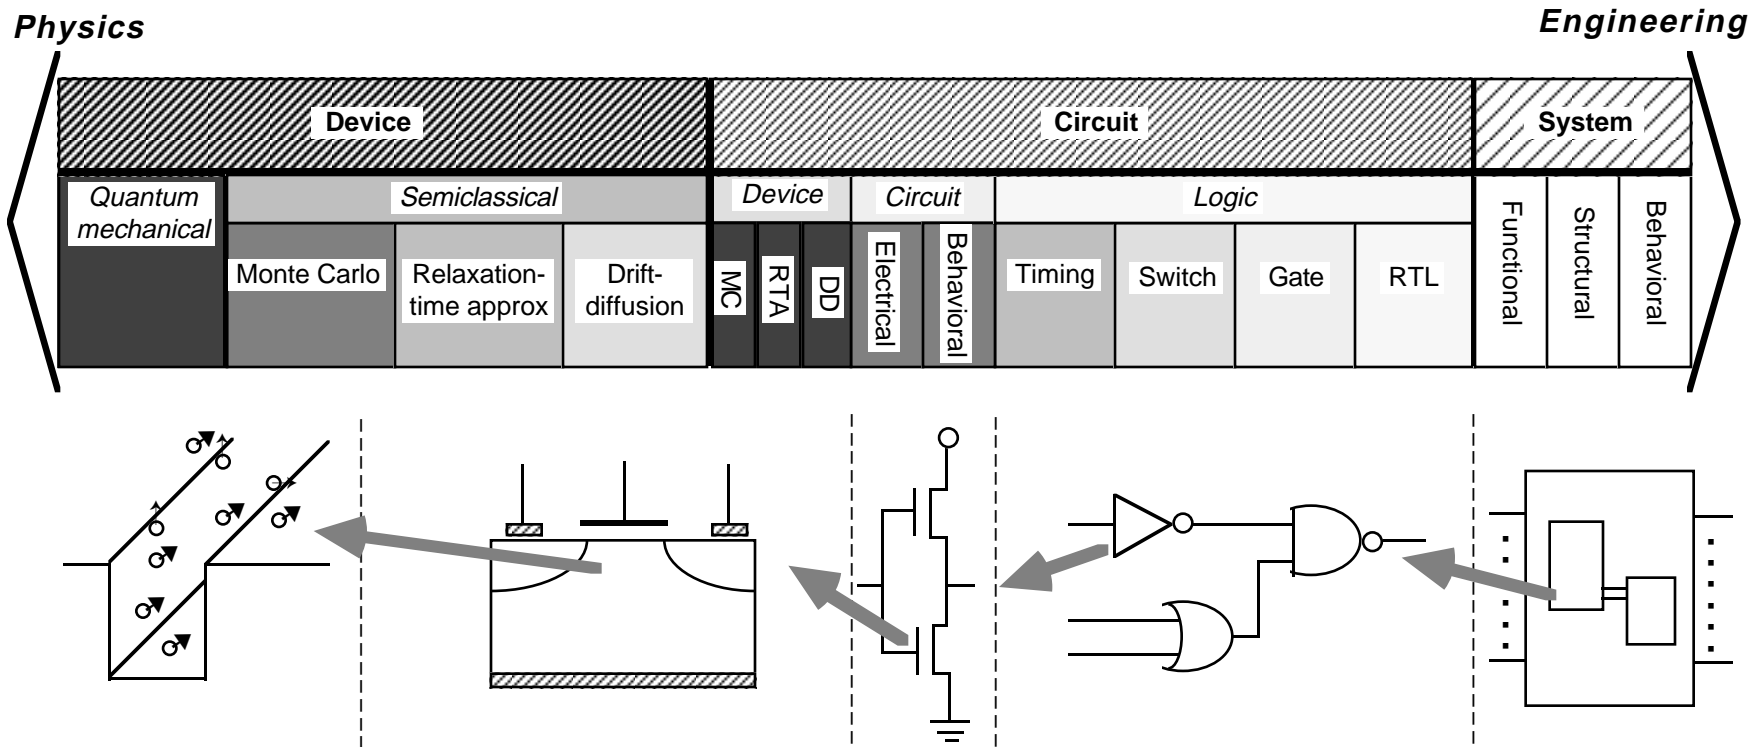 Physics
Engineering
Device
Circuit
System
Quantum
mechanical
Semiclassical
Device
Circuit
Logic
Functional
Structural
Behavioral
Monte Carlo
Relaxation-
time approx
Drift-
diffusion
MC
RTA
DD
Electrical
Behavioral
Timing
Switch
Gate
RTL